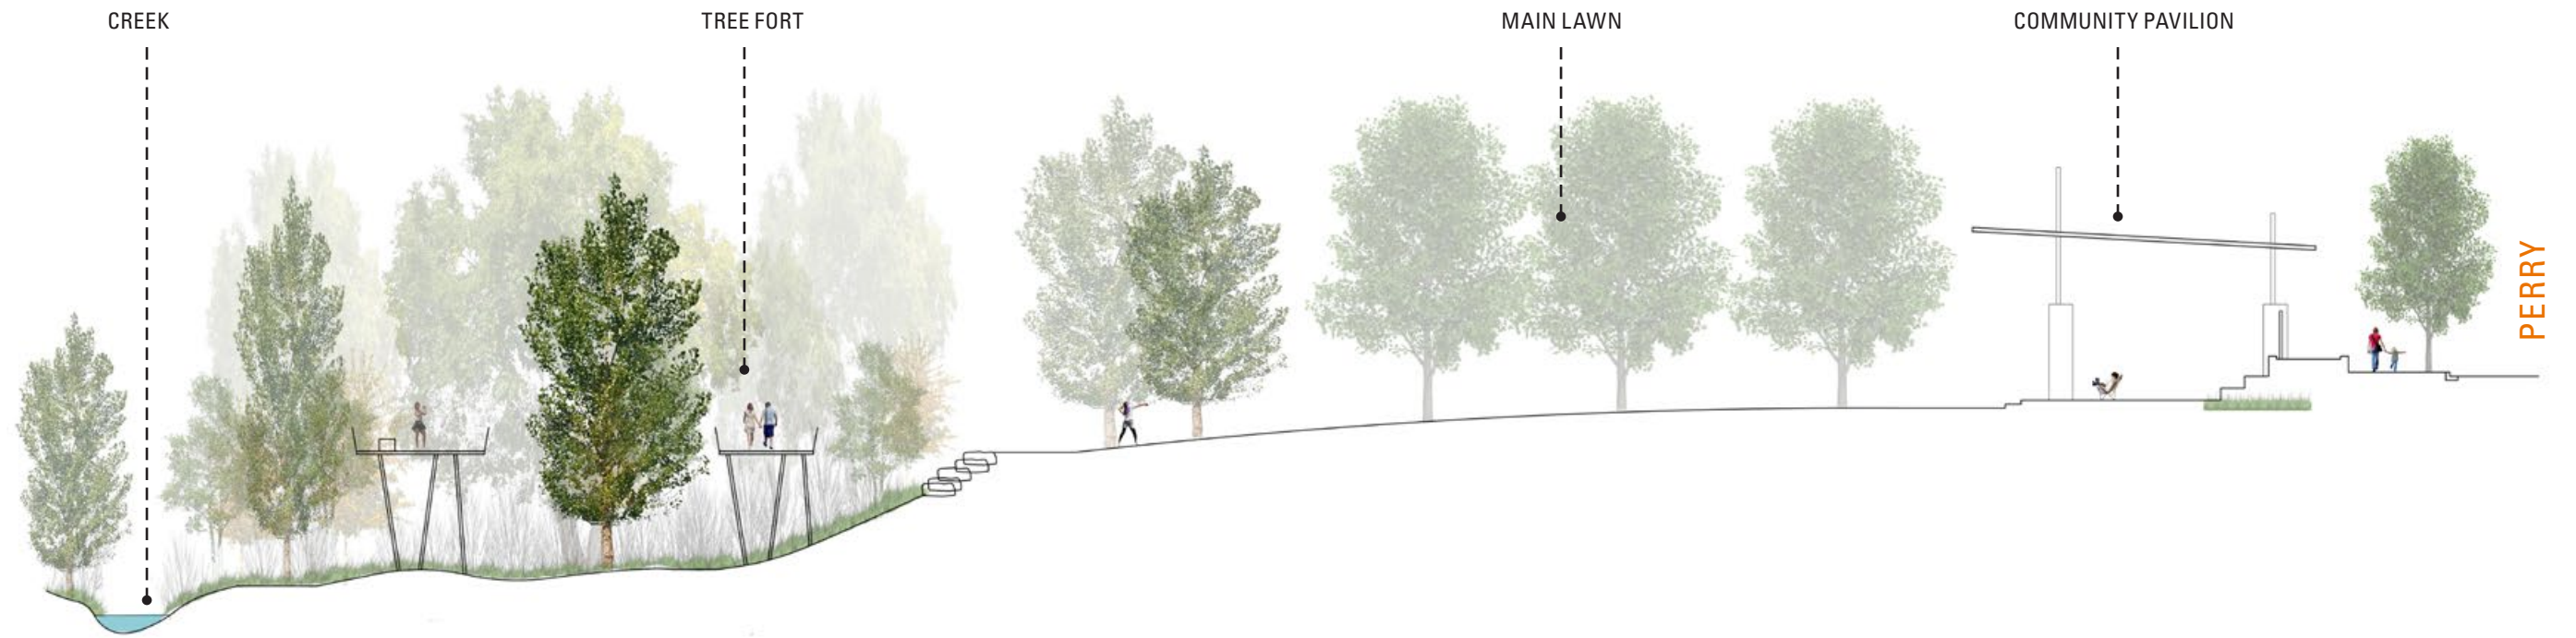 CREEK
TREE FORT
MAIN LAWN
COMMUNITY PAVILION
PERRY